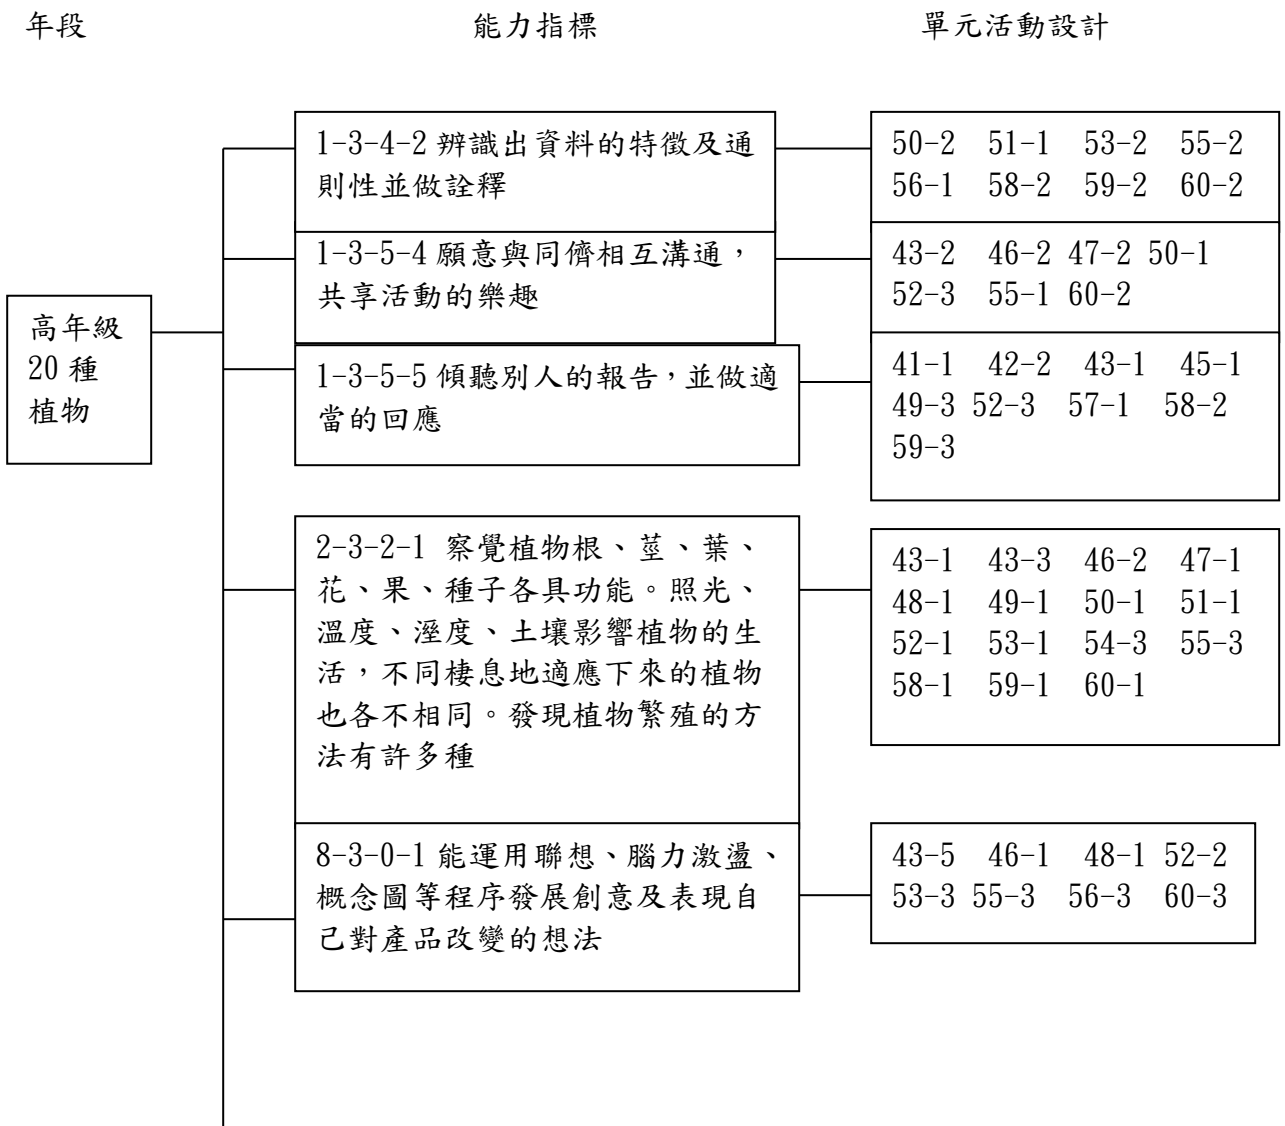 年段 能力指標 單元活動設計
高年級
20 種
植物
1-3-4-2 辨識出資料的特徵及通
則性並做詮釋
50-2 51-1 53-2 55-2
56-1 58-2 59-2 60-2
1-3-5-4 願意與同儕相互溝通，
共享活動的樂趣
43-2 46-2 47-2 50-1
52-3 55-1 60-2
1-3-5-5 傾聽別人的報告，並做適
當的回應
41-1 42-2 43-1 45-1
49-3 52-3 57-1 58-2
59-3
2-3-2-1 察覺植物根、莖、葉、
花、果、種子各具功能。照光、
溫度、溼度、土壤影響植物的生
活，不同棲息地適應下來的植物
也各不相同。發現植物繁殖的方
法有許多種
43-1 43-3 46-2 47-1
48-1 49-1 50-1 51-1
52-1 53-1 54-3 55-3
58-1 59-1 60-1
8-3-0-1 能運用聯想、腦力激盪、
概念圖等程序發展創意及表現自
己對產品改變的想法
43-5 46-1 48-1 52-2
53-3 55-3 56-3 60-3